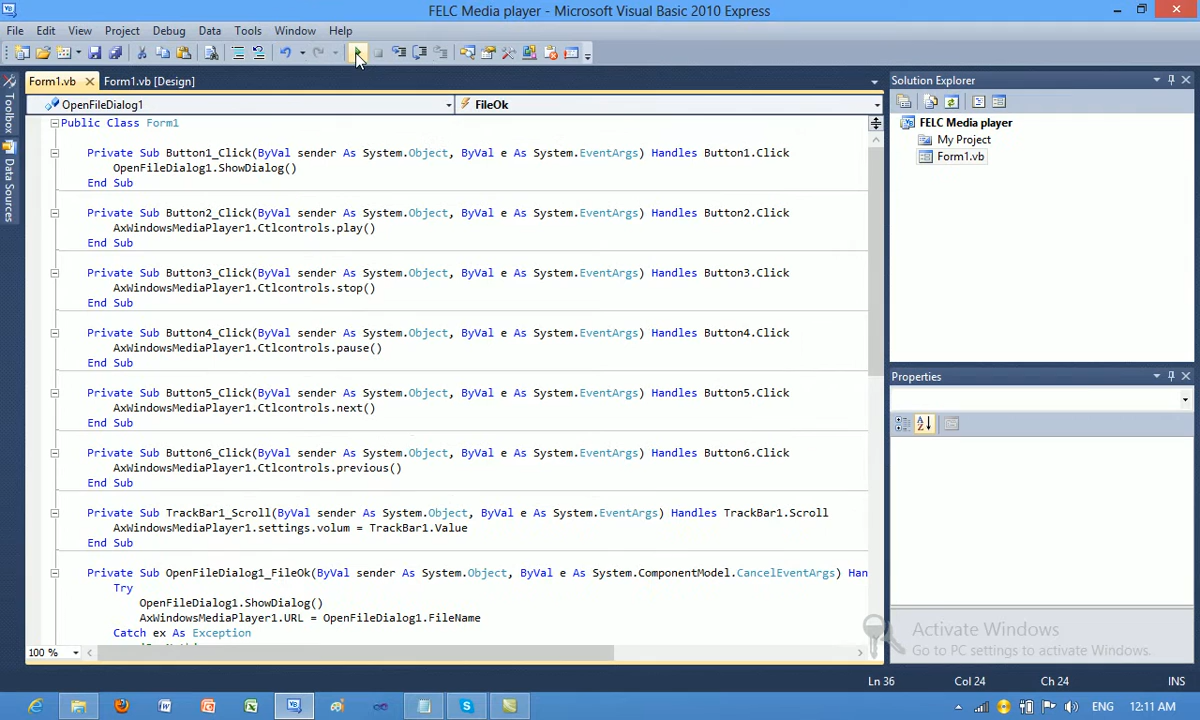 FELC Media player - Microsoft Visual Basic 2010 Express
File Edit View Project Debug Data Tools Window Help
Form1.vb Form1.vb [Design]
Toolbox
Data Sources
OpenFileDialog1 FileOk
Public Class Form1
Private Sub Button1_Click(ByVal sender As System.Object, ByVal e As System.EventArgs) Handles Button1.Click
OpenFileDialog1.ShowDialog()
End Sub
Private Sub Button2_Click(ByVal sender As System.Object, ByVal e As System.EventArgs) Handles Button2.Click
AxWindowsMediaPlayer1.Ctlcontrols.play()
End Sub
Private Sub Button3_Click(ByVal sender As System.Object, ByVal e As System.EventArgs) Handles Button3.Click
AxWindowsMediaPlayer1.Ctlcontrols.stop()
End Sub
Private Sub Button4_Click(ByVal sender As System.Object, ByVal e As System.EventArgs) Handles Button4.Click
AxWindowsMediaPlayer1.Ctlcontrols.pause()
End Sub
Private Sub Button5_Click(ByVal sender As System.Object, ByVal e As System.EventArgs) Handles Button5.Click
AxWindowsMediaPlayer1.Ctlcontrols.next()
End Sub
Private Sub Button6_Click(ByVal sender As System.Object, ByVal e As System.EventArgs) Handles Button6.Click
AxWindowsMediaPlayer1.Ctlcontrols.previous()
End Sub
Private Sub TrackBar1_Scroll(ByVal sender As System.Object, ByVal e As System.EventArgs) Handles TrackBar1.Scroll
AxWindowsMediaPlayer1.settings.volum = TrackBar1.Value
End Sub
Private Sub OpenFileDialog1_FileOk(ByVal sender As System.Object, ByVal e As System.ComponentModel.CancelEventArgs) Han
Try
OpenFileDialog1.ShowDialog()
AxWindowsMediaPlayer1.URL = OpenFileDialog1.FileName
Catch ex As Exception
100 %
Solution Explorer
FELC Media player
My Project
Form1.vb
Properties
Activate Windows
Go to PC settings to activate Windows.
Ln 36 Col 24 Ch 24 INS
ENG 12:11 AM